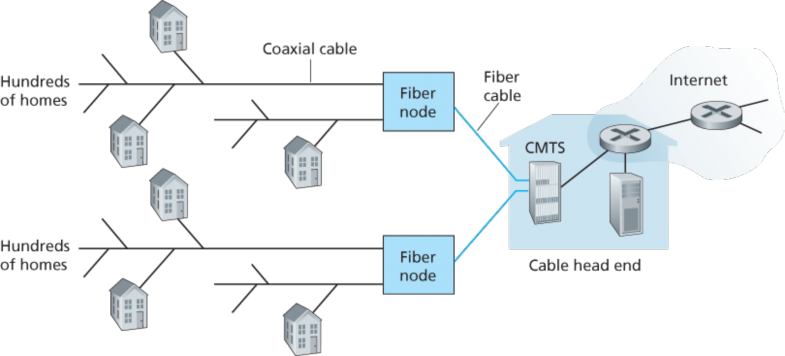 Coaxial cable
Hundreds
of homes
Fiber
node
Fiber
cable
Internet
CMTS
Hundreds
of homes
Fiber
node
Cable head end